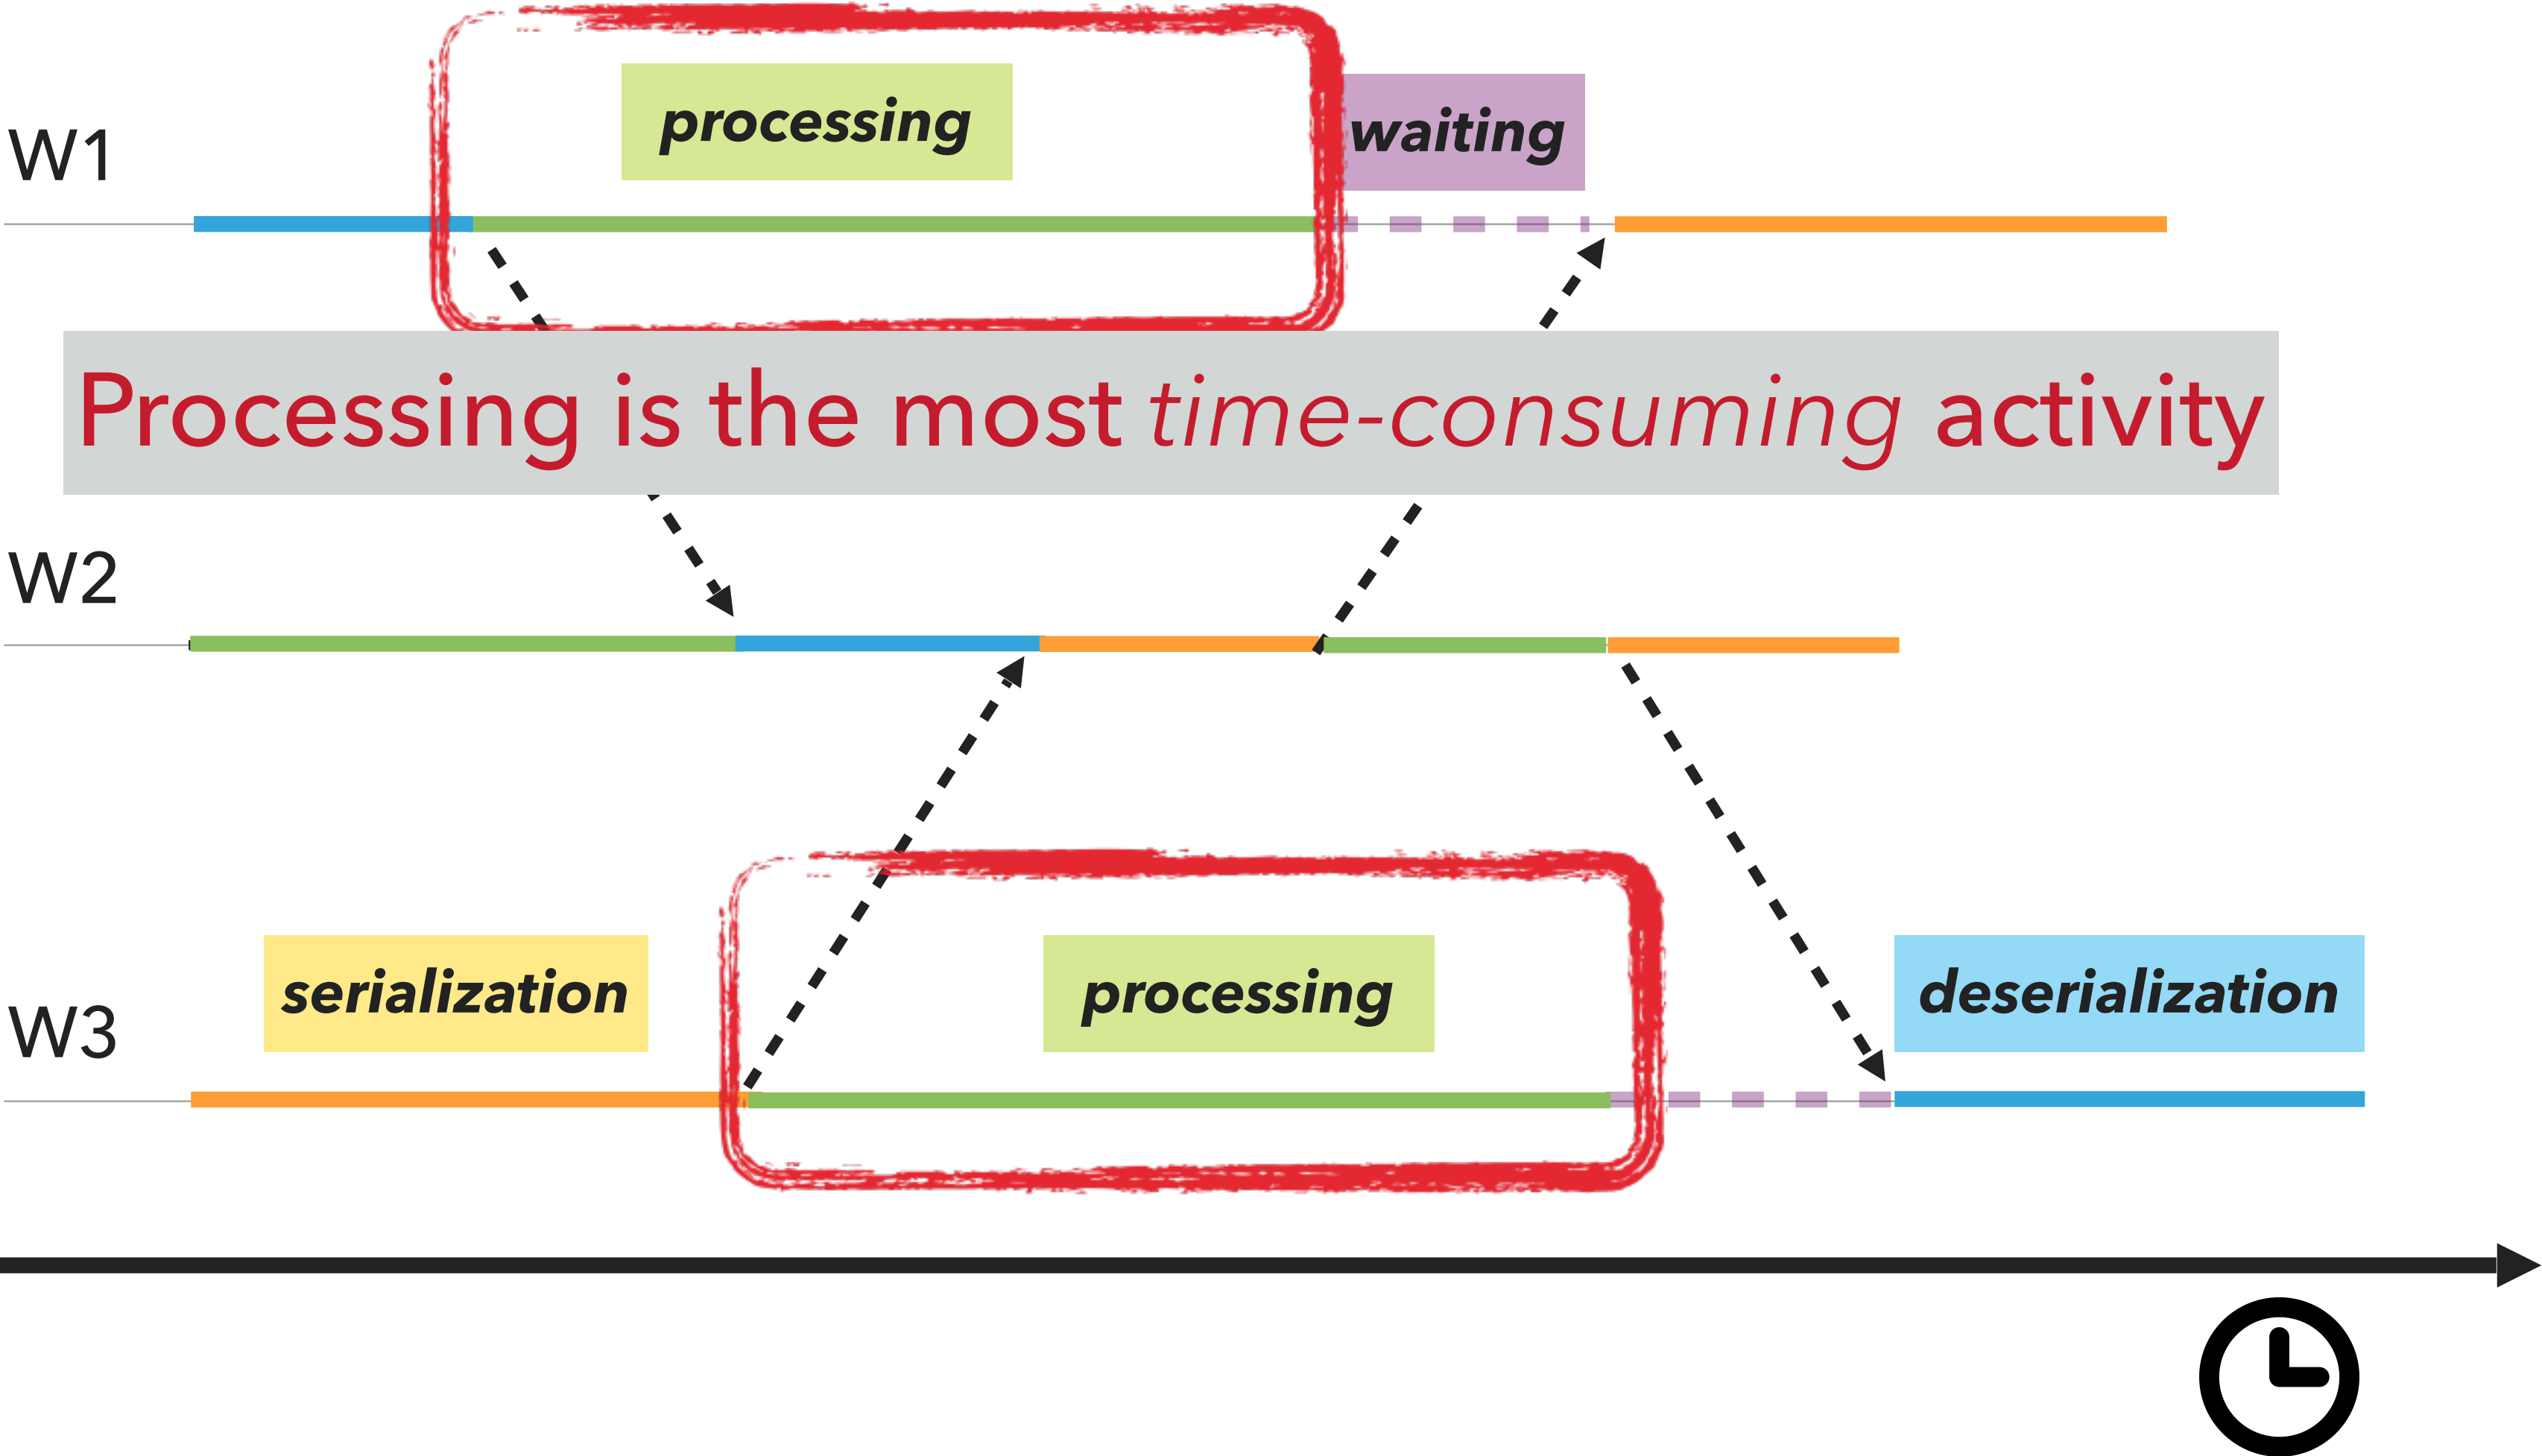 processing
waiting
W1
Processing is the most time-consuming activity
W2
serialization
processing
deserialization
W3